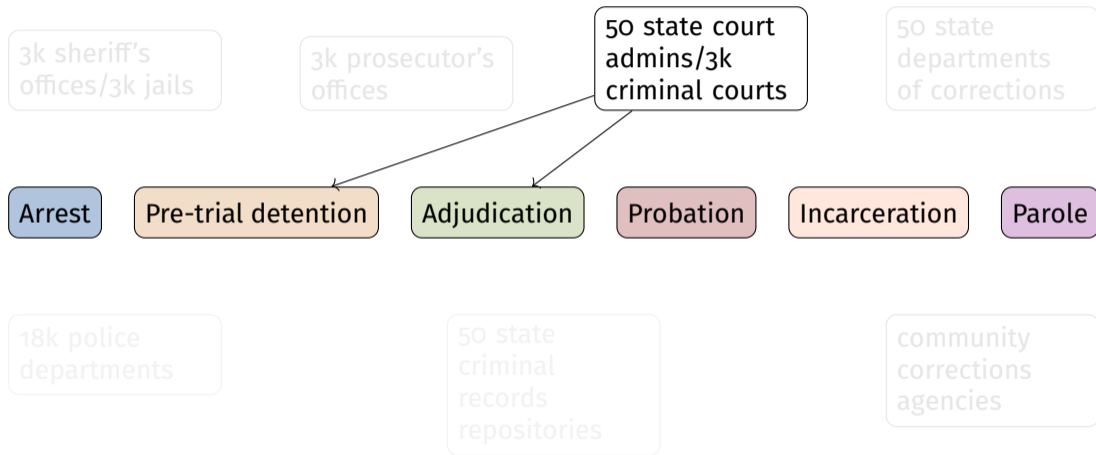 3k sheriff's
offices/3k jails
3k prosecutor's
offices
50 state court
admins/3k
criminal courts
50 state
departments
of corrections
Arrest
Pre-trial detention
Adjudication
Probation
Incarceration
Parole
18k police
departments
50 state
criminal
records
repositories
community
corrections
agencies